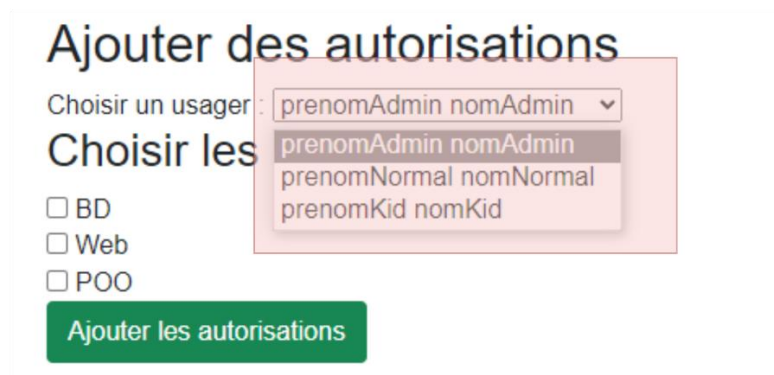 Ajouter des autorisations
Choisir un usager : prenomAdmin nomAdmin
Choisir les
prenomAdmin nomAdmin
prenomNormal nomNormal
prenomKid nomKid
BD
Web
POO
Ajouter les autorisations